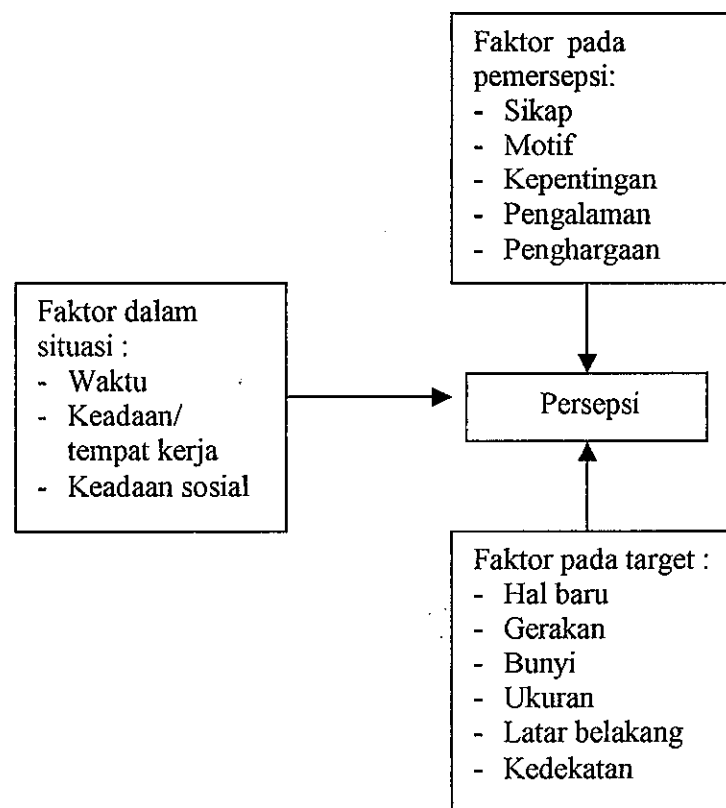 Faktor pada
pemersepsi:
- Sikap
- Motif
- Kepentingan
- Pengalaman
- Penghargaan
Faktor dalam
situasi :
- Waktu
- Keadaan/
tempat kerja
- Keadaan sosial
Persepsi
Faktor pada target :
- Hal baru
- Gerakan
- Bunyi
- Ukuran
- Latar belakang
- Kedekatan